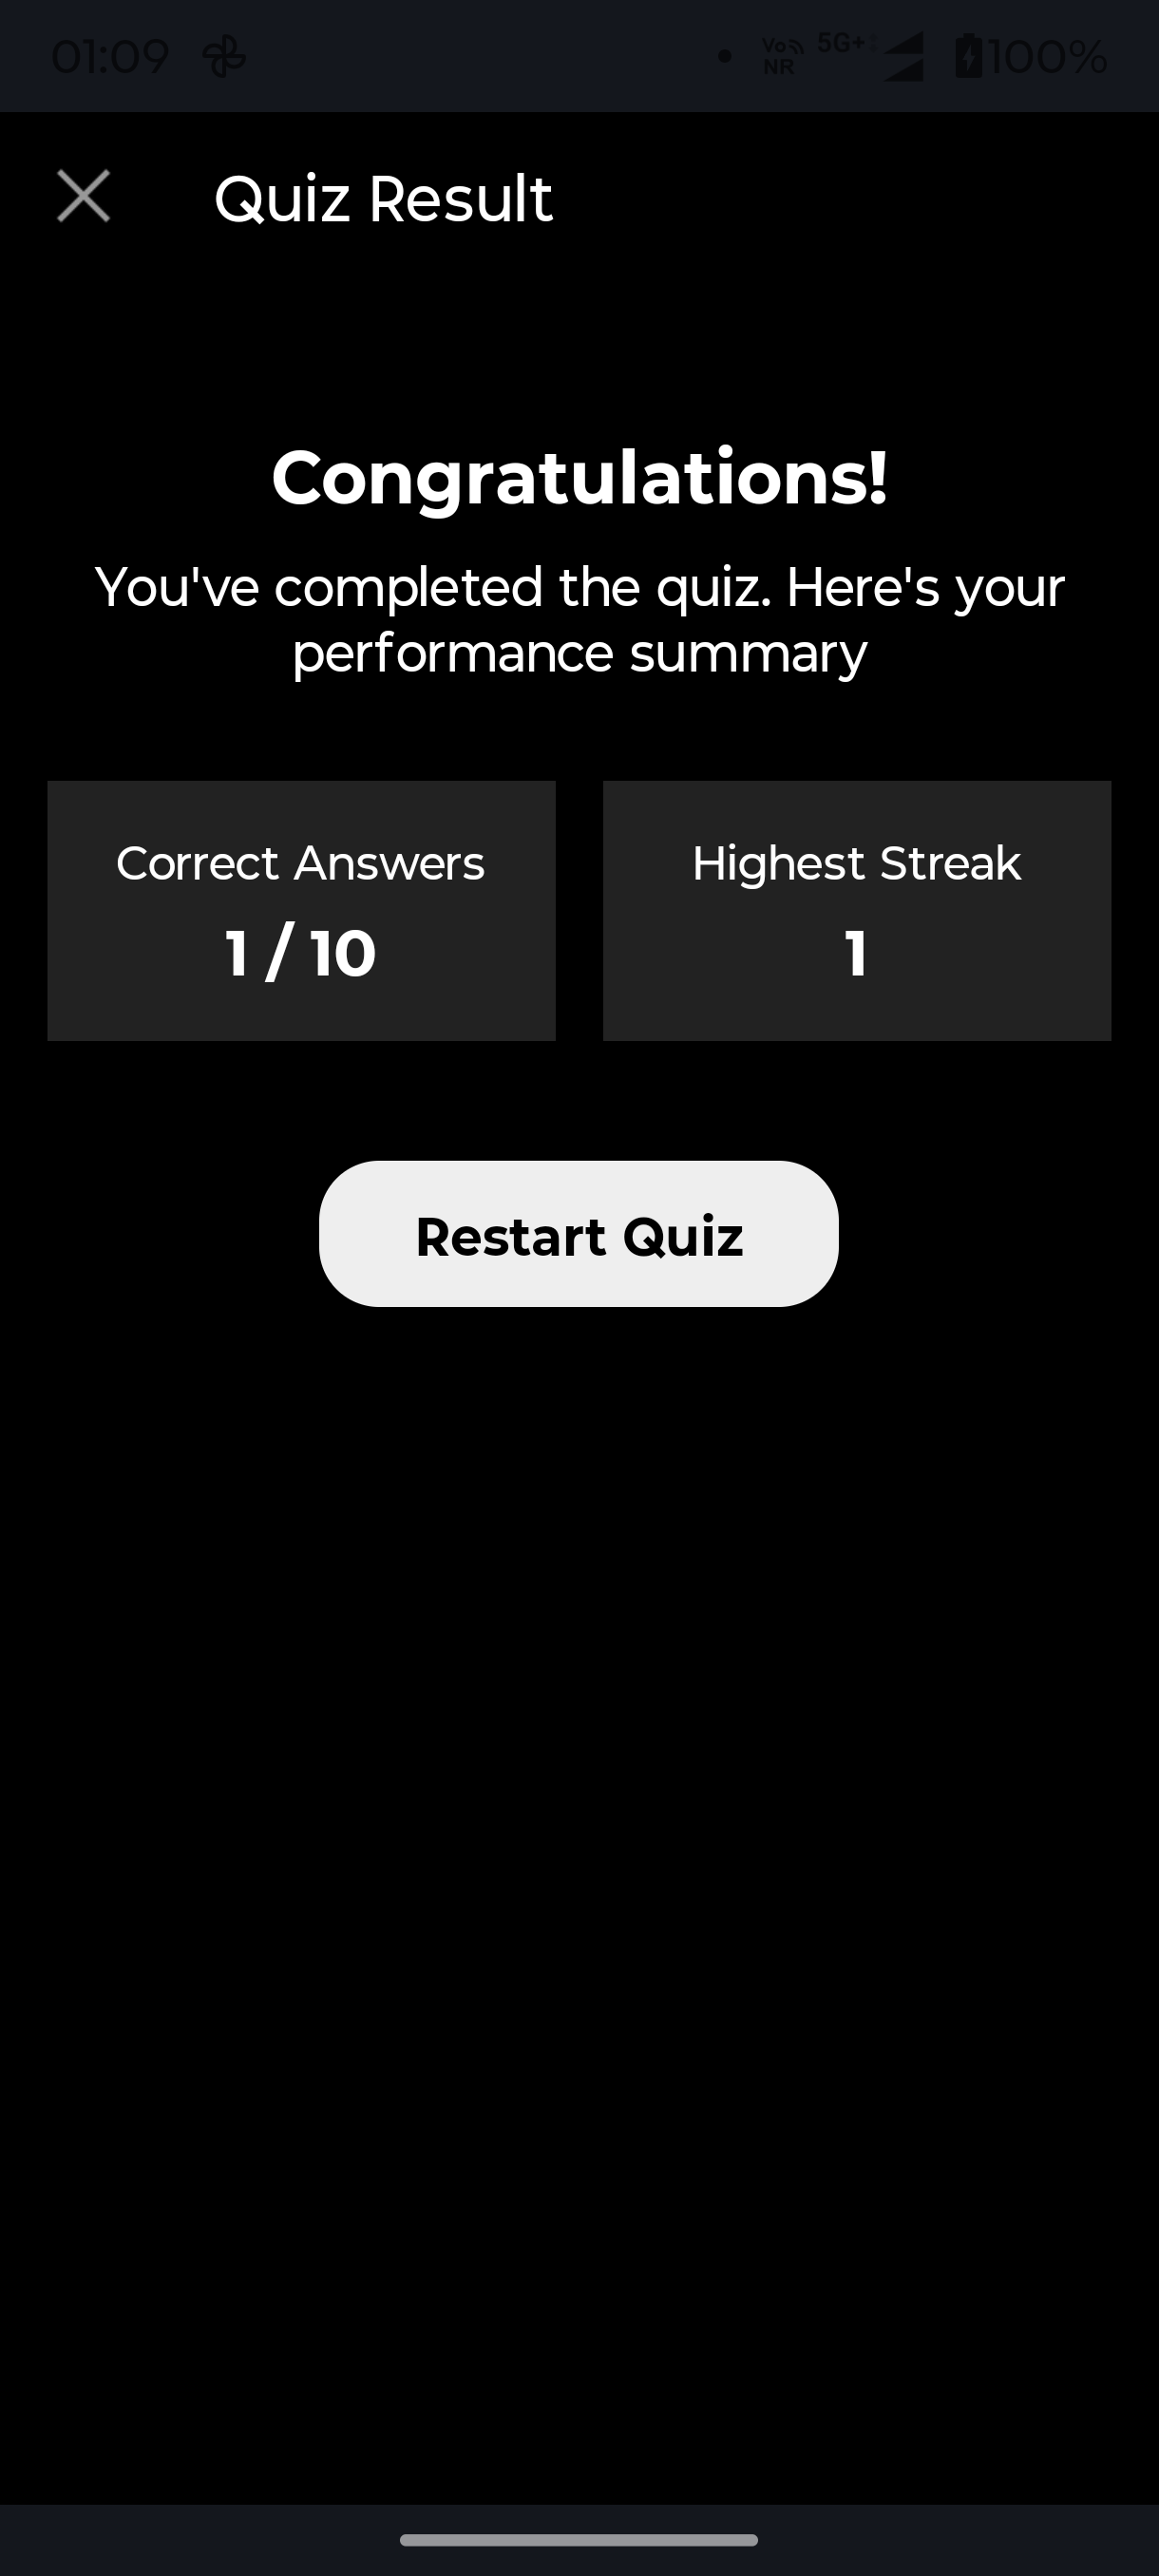 01:09
Vo NR 5G+ 100%
Quiz Result
Congratulations!
You've completed the quiz. Here's your
performance summary
Correct Answers
1 / 10
Highest Streak
1
Restart Quiz